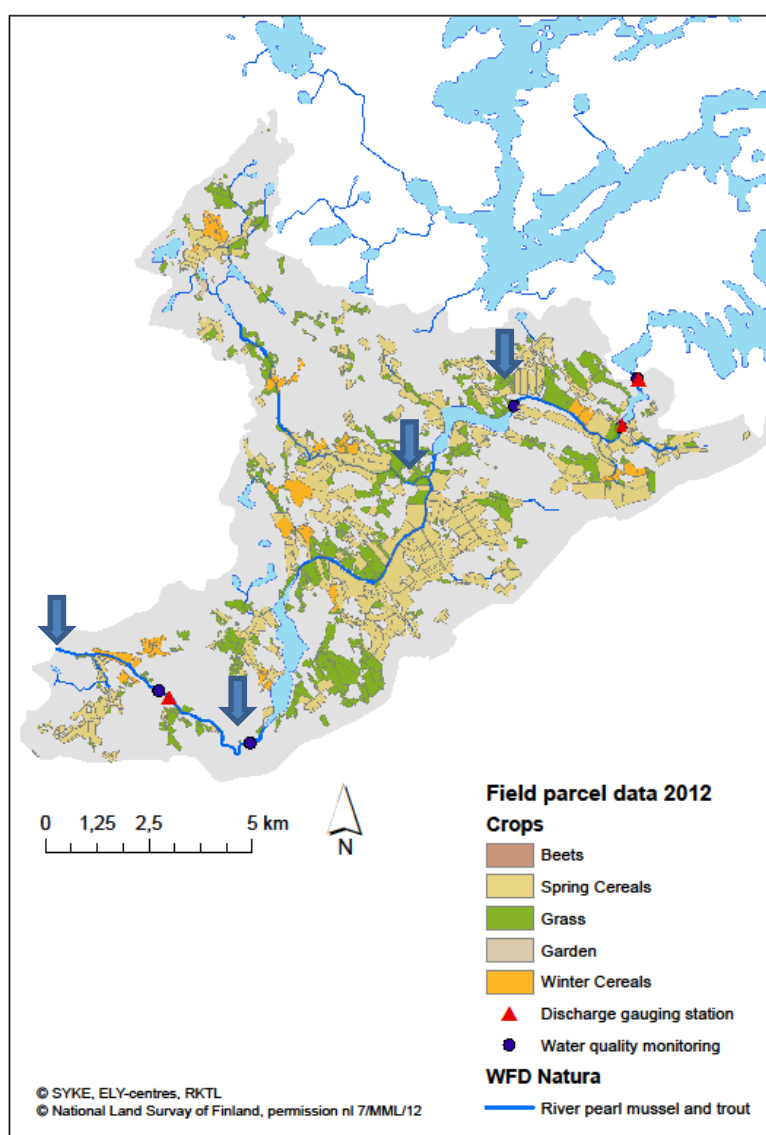 0 1,25 2,5 5 km
N
Field parcel data 2012
Crops
Beets
Spring Cereals
Grass
Garden
Winter Cereals
Discharge gauging station
Water quality monitoring
WFD Natura
River pearl mussel and trout
© SYKE, ELY-centres, RKTL
© National Land Survay of Finland, permission nl 7/MML/12